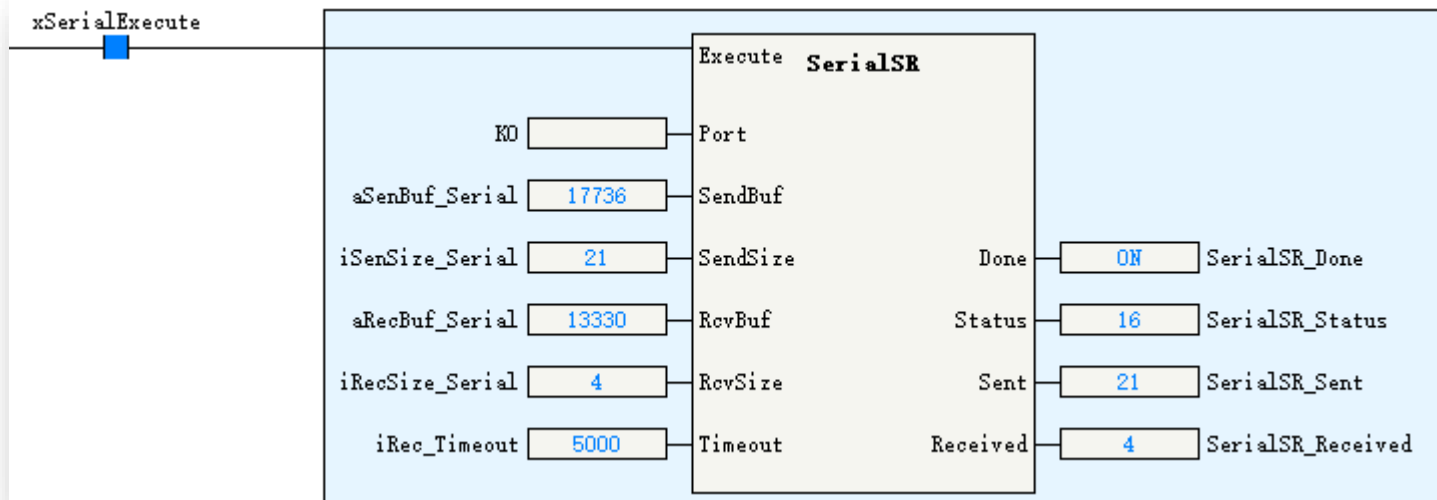 xSerialExecute
Execute SerialSR
K0 Port
aSenBuf_Serial 17736 SendBuf
iSenSize_Serial 21 SendSize Done ON SerialSR_Done
aRecBuf_Serial 13330 RcvBuf Status 16 SerialSR_Status
iRecSize_Serial 4 RcvSize Sent 21 SerialSR_Sent
iRec_Timeout 5000 Timeout Received 4 SerialSR_Received